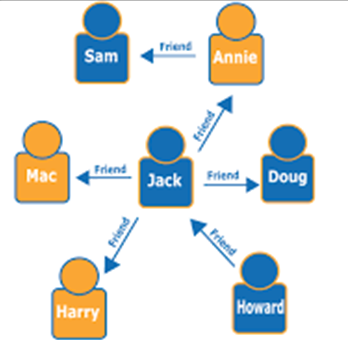 Sam
Friend
Annie
Friend
Mac
Friend
Jack
Friend
Doug
Friend
Friend
Harry
Howard